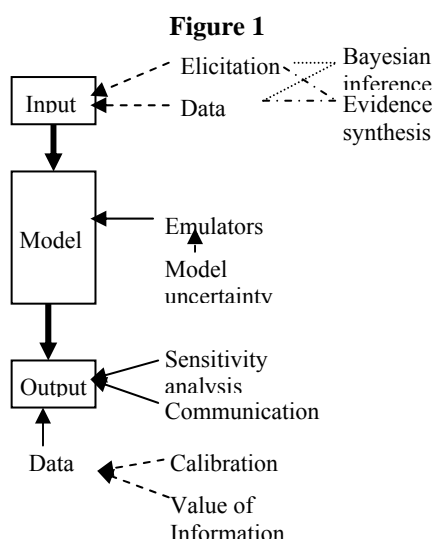 Figure 1
Elicitation
Bayesian
inference
Input
Data
Evidence
synthesis
Model
Emulators
Model
uncertainty
Sensitivity
analysis
Output
Communication
Data
Calibration
Value of
Information